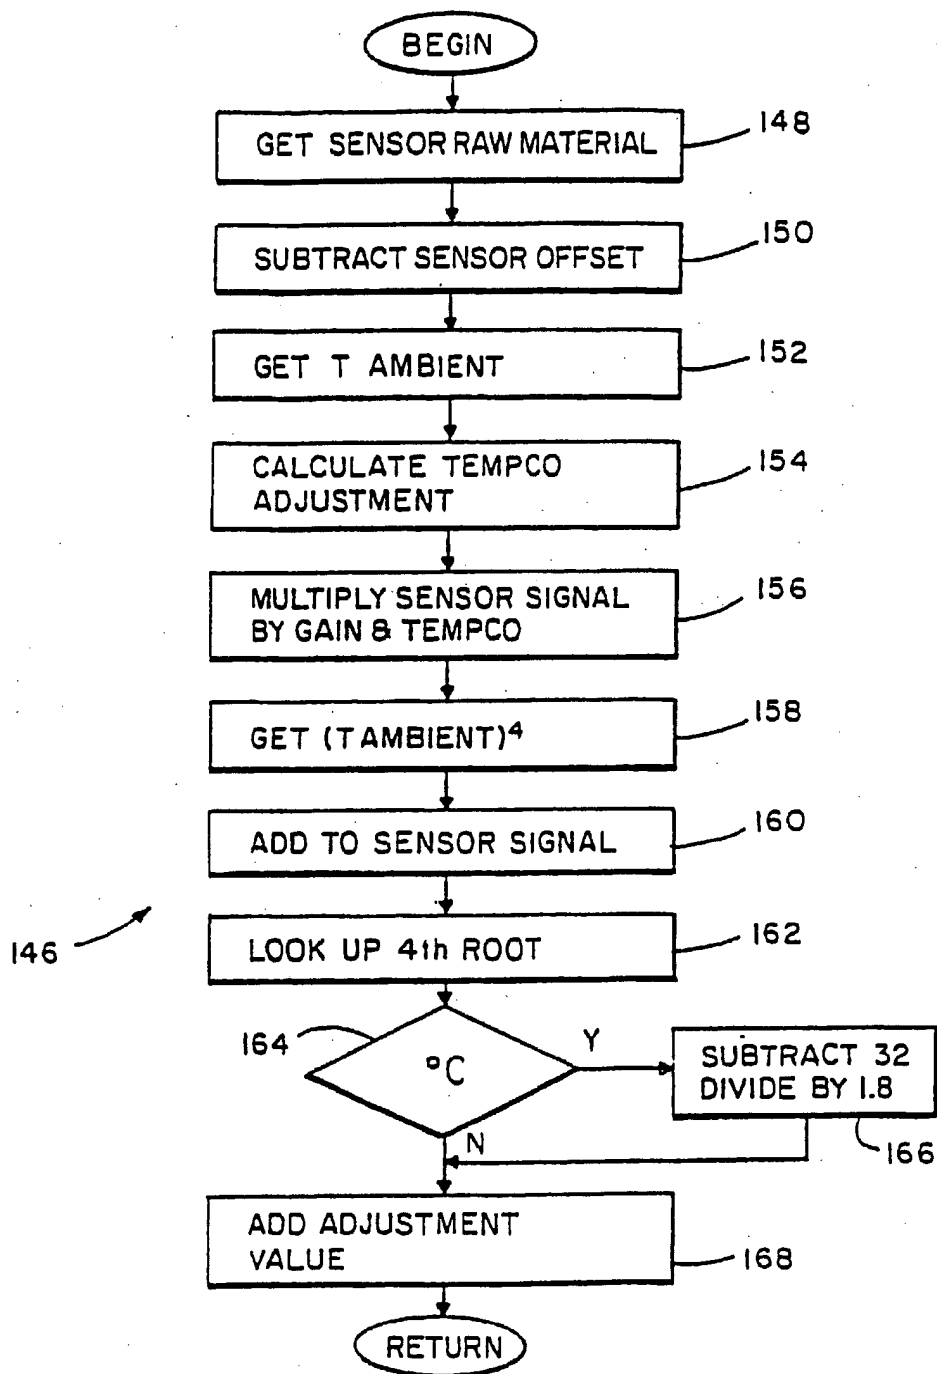 BEGIN
GET SENSOR RAW MATERIAL
148
SUBTRACT SENSOR OFFSET
150
GET T AMBIENT
152
CALCULATE TEMPCO
ADJUSTMENT
154
MULTIPLY SENSOR SIGNAL
BY GAIN & TEMPCO
156
GET (T AMBIENT)⁴
158
ADD TO SENSOR SIGNAL
160
146
LOOK UP 4th ROOT
162
164
°C
Y
SUBTRACT 32
DIVIDE BY 1.8
166
N
ADD ADJUSTMENT
VALUE
168
RETURN